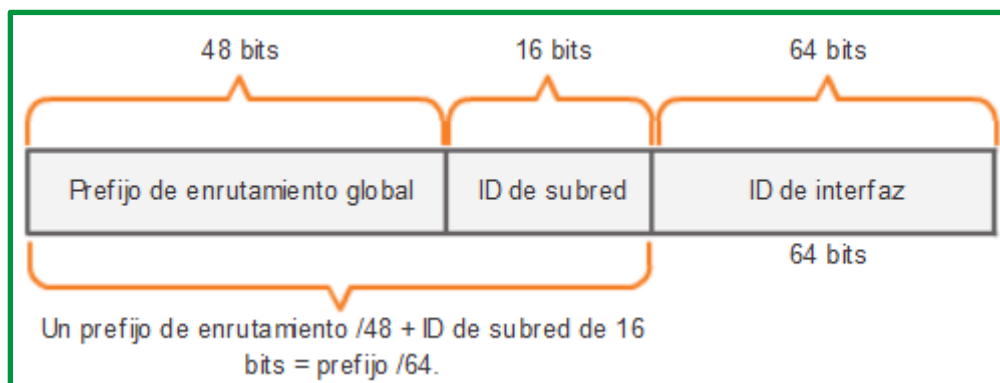 48 bits 16 bits 64 bits
Prefijo de enrutamiento global ID de subred ID de interfaz
64 bits
Un prefijo de enrutamiento /48 + ID de subred de 16
bits = prefijo /64.